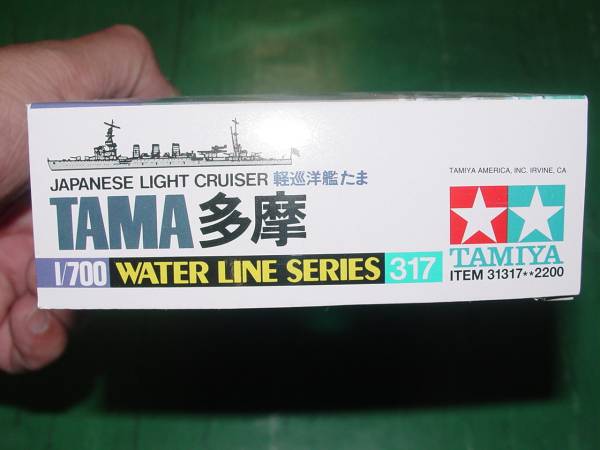 JAPANESE LIGHT CRUISER 軽巡洋艦たま
TAMA 多摩
1/700 WATER LINE SERIES 317
TAMIYA AMERICA, INC. IRVINE, CA
TAMIYA
ITEM 31317**2200